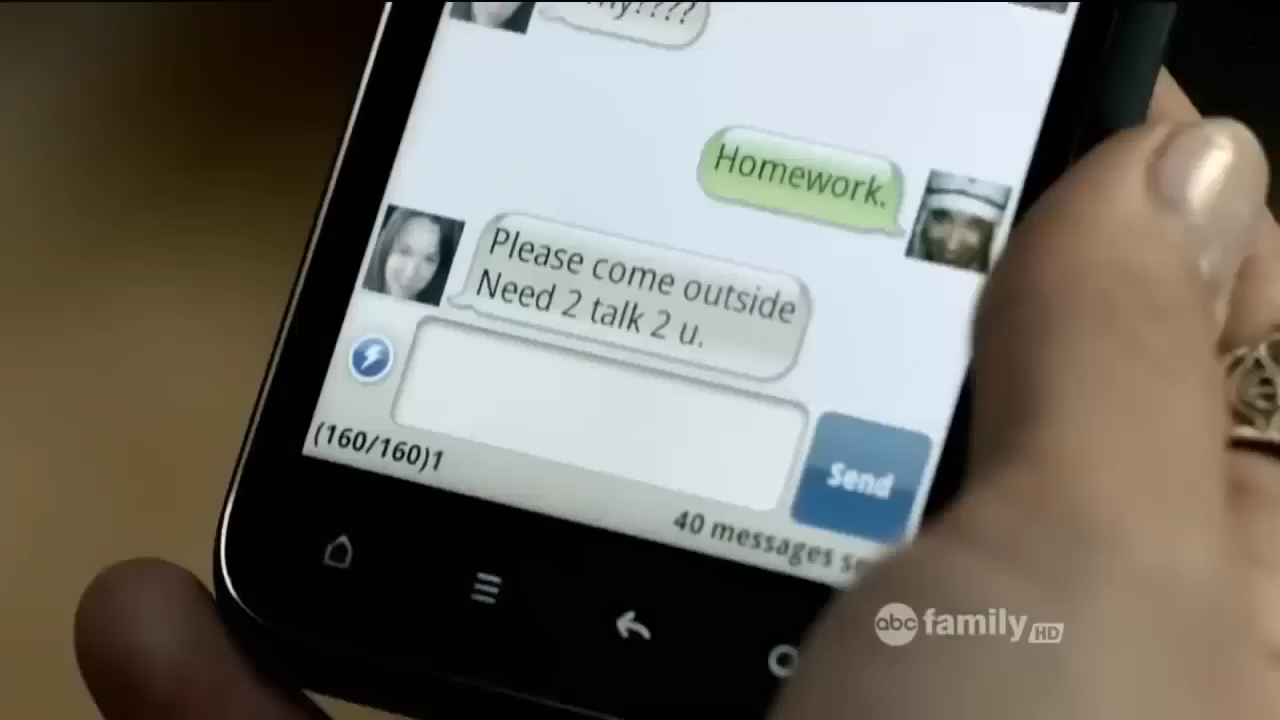 Homework.
Please come outside
Need 2 talk 2 u.
(160/160)1
Send
40 messages
abc family HD